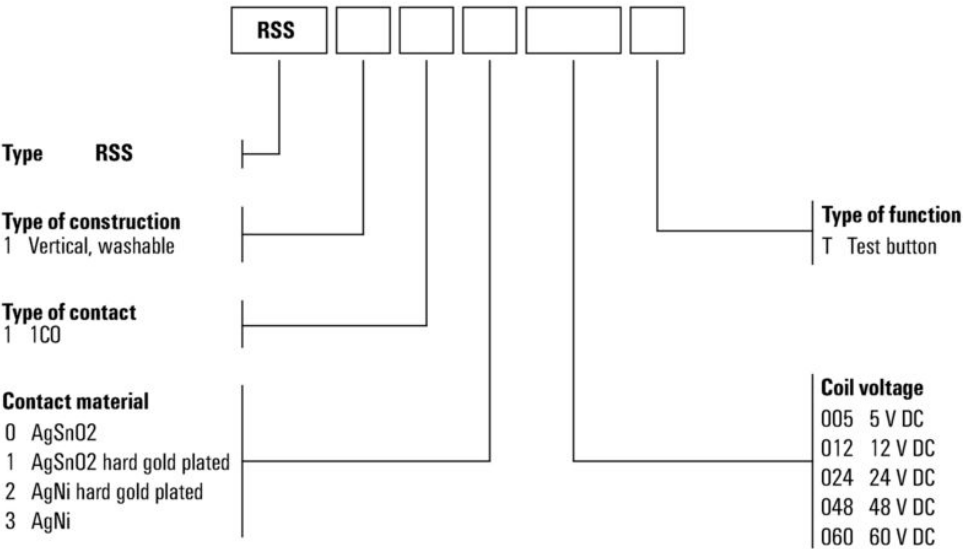 RSS
Type RSS
Type of construction
1 Vertical, washable
Type of contact
1 1CO
Contact material
0 AgSnO2
1 AgSnO2 hard gold plated
2 AgNi hard gold plated
3 AgNi
Type of function
T Test button
Coil voltage
005 5 V DC
012 12 V DC
024 24 V DC
048 48 V DC
060 60 V DC